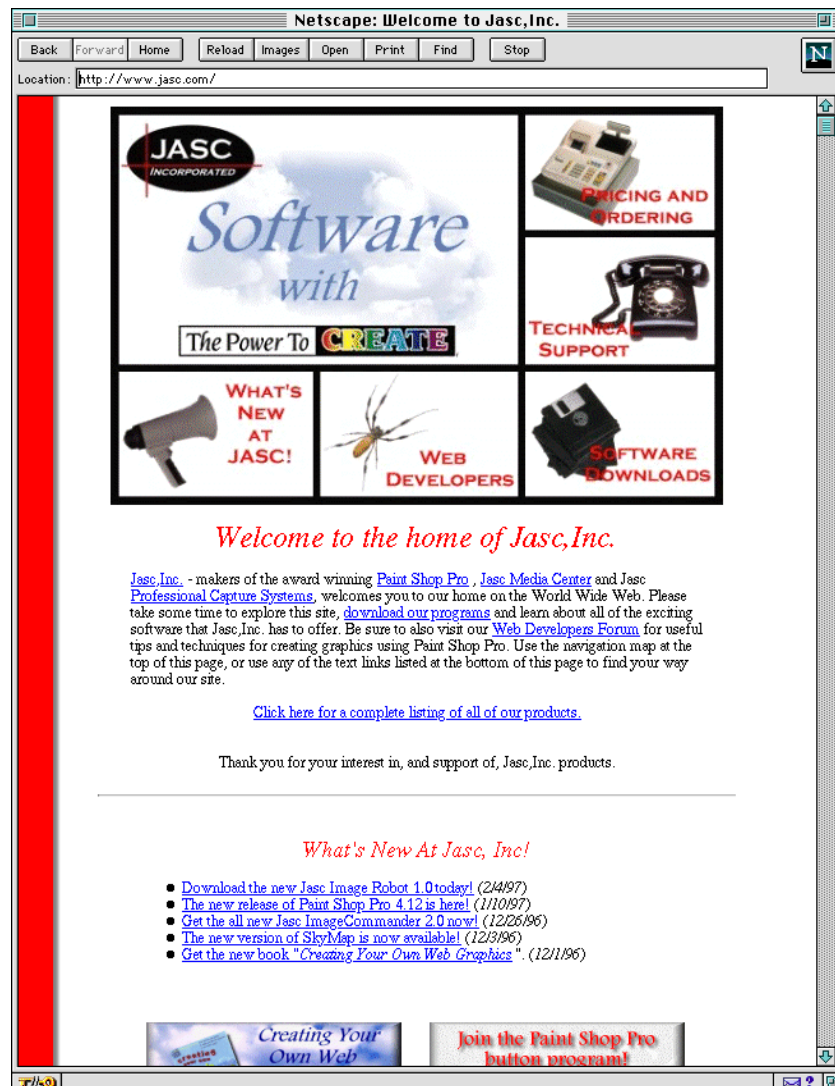 Netscape: Welcome to Jasc,Inc.
Back Forward Home Reload Images Open Print Find Stop
N
Location: http://www.jasc.com/
JASC
INCORPORATED
Software
with
The Power To CREATE
PRICING AND
ORDERING
TECHNICAL
SUPPORT
WHAT'S
NEW
AT
JASC!
WEB
DEVELOPERS
SOFTWARE
DOWNLOADS
Welcome to the home of Jasc,Inc.
Jasc,Inc. - makers of the award winning Paint Shop Pro , Jasc Media Center and Jasc
Professional Capture Systems, welcomes you to our home on the World Wide Web. Please
take some time to explore this site, download our programs and learn about all of the exciting
software that Jasc,Inc. has to offer. Be sure to also visit our Web Developers Forum for useful
tips and techniques for creating graphics using Paint Shop Pro. Use the navigation map at the
top of this page, or use any of the text links listed at the bottom of this page to find your way
around our site.
Click here for a complete listing of all of our products.
Thank you for your interest in, and support of, Jasc,Inc. products.
What's New At Jasc, Inc!
Download the new Jasc Image Robot 1.0 today! (2/4/97)
The new release of Paint Shop Pro 4.12 is here! (1/10/97)
Get the all new Jasc ImageCommander 2.0 now! (12/26/96)
The new version of SkyMap is now available! (12/3/96)
Get the new book "Creating Your Own Web Graphics ". (12/1/96)
Creating Your
Own Web
Join the Paint Shop Pro
button program!